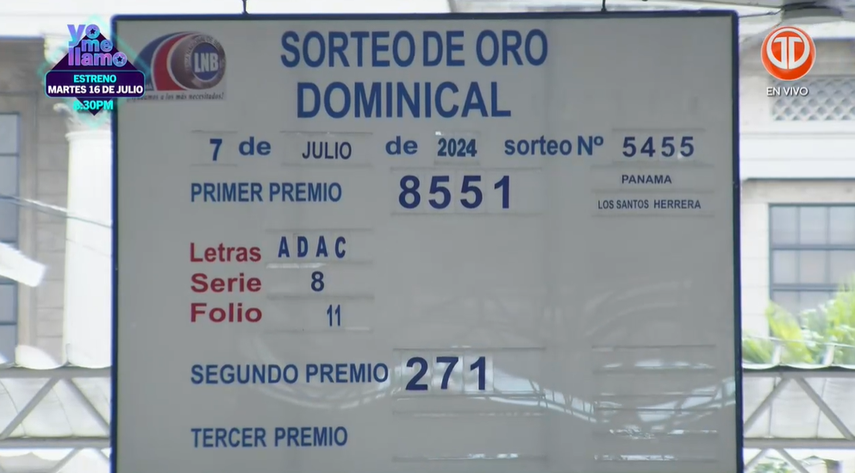 yo
me
llamo
ESTRENO
MARTES 16 DE JULIO
8:30PM
LNB
EN VIVO
SORTEO DE ORO
DOMINICAL
7 de JULIO de 2024 sorteo Nº 5455
PRIMER PREMIO 8551 PANAMA
LOS SANTOS HERRERA
Letras ADAC
Serie 8
Folio 11
SEGUNDO PREMIO 271
TERCER PREMIO